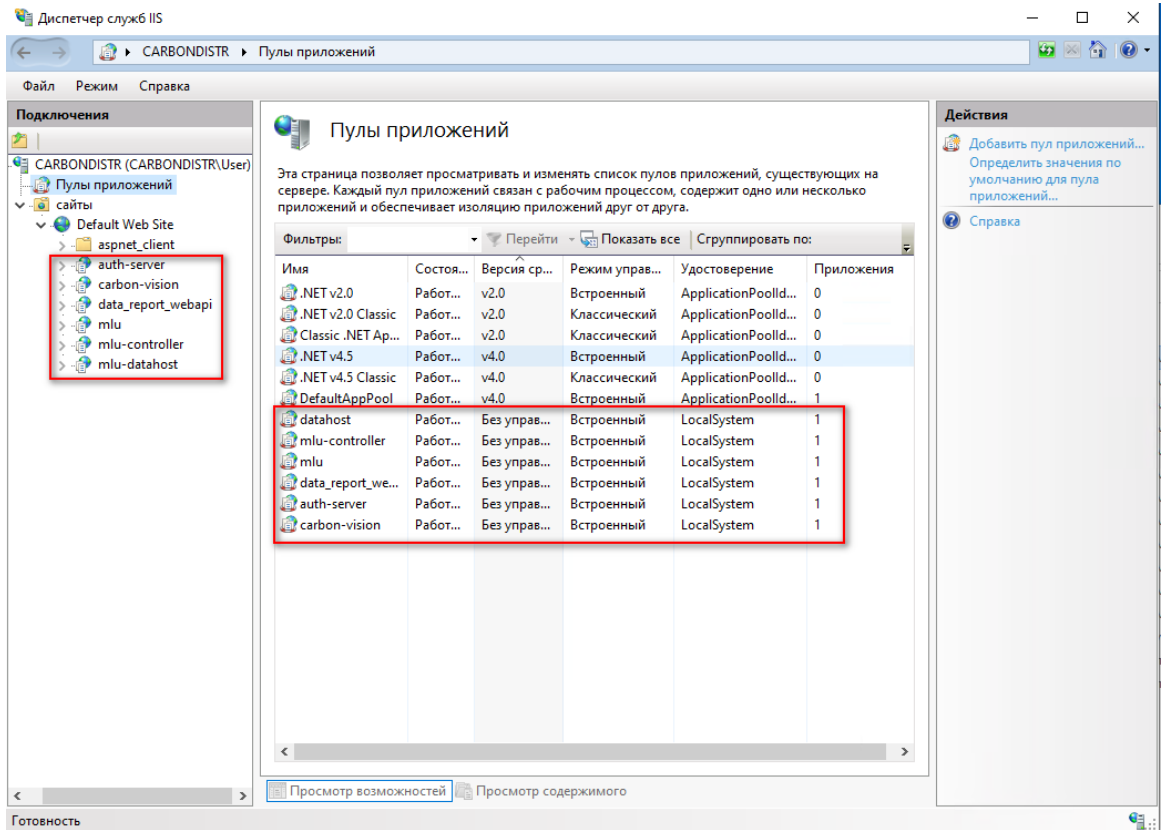 Диспетчер служб IIS
CARBONDISTR Пулы приложений
Файл Режим Справка
Подключения
CARBONDISTR (CARBONDISTR\User)
Пулы приложений
сайты
Default Web Site
aspnet_client
auth-server
carbon-vision
data_report_webapi
mlu
mlu-controller
mlu-datahost
Пулы приложений
Эта страница позволяет просматривать и изменять список пулов приложений, существующих на
сервере. Каждый пул приложений связан с рабочим процессом, содержит одно или несколько
приложений и обеспечивает изоляцию приложений друг от друга.
Фильтры: Перейти Показать все Сгруппировать по:
Имя Состоя... Версия ср... Режим управ... Удостоверение Приложения
.NET v2.0 Работ... v2.0 Встроенный ApplicationPoolId... 0
.NET v2.0 Classic Работ... v2.0 Классический ApplicationPoolId... 0
Classic .NET Ap... Работ... v2.0 Классический ApplicationPoolId... 0
.NET v4.5 Работ... v4.0 Встроенный ApplicationPoolId... 0
.NET v4.5 Classic Работ... v4.0 Классический ApplicationPoolId... 0
DefaultAppPool Работ... v4.0 Встроенный ApplicationPoolId... 1
datahost Работ... Без управ... Встроенный LocalSystem 1
mlu-controller Работ... Без управ... Встроенный LocalSystem 1
mlu Работ... Без управ... Встроенный LocalSystem 1
data_report_we... Работ... Без управ... Встроенный LocalSystem 1
auth-server Работ... Без управ... Встроенный LocalSystem 1
carbon-vision Работ... Без управ... Встроенный LocalSystem 1
Просмотр возможностей Просмотр содержимого
Действия
Добавить пул приложений...
Определить значения по
умолчанию для пула
приложений...
Справка
Готовность